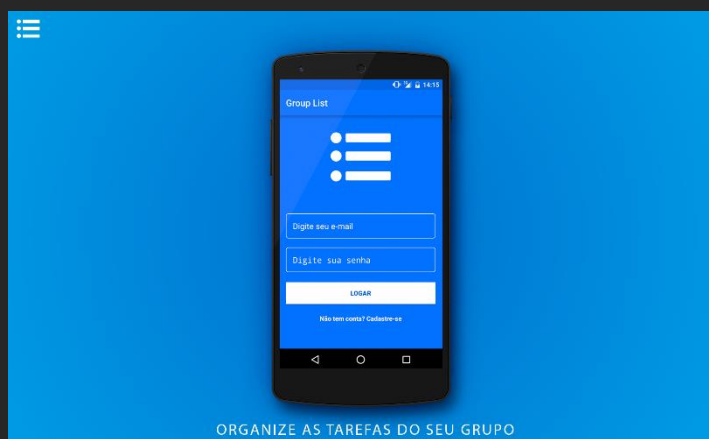 14:15
Group List
Digite seu e-mail
Digite sua senha
LOGAR
Não tem conta? Cadastre-se
ORGANIZE AS TAREFAS DO SEU GRUPO